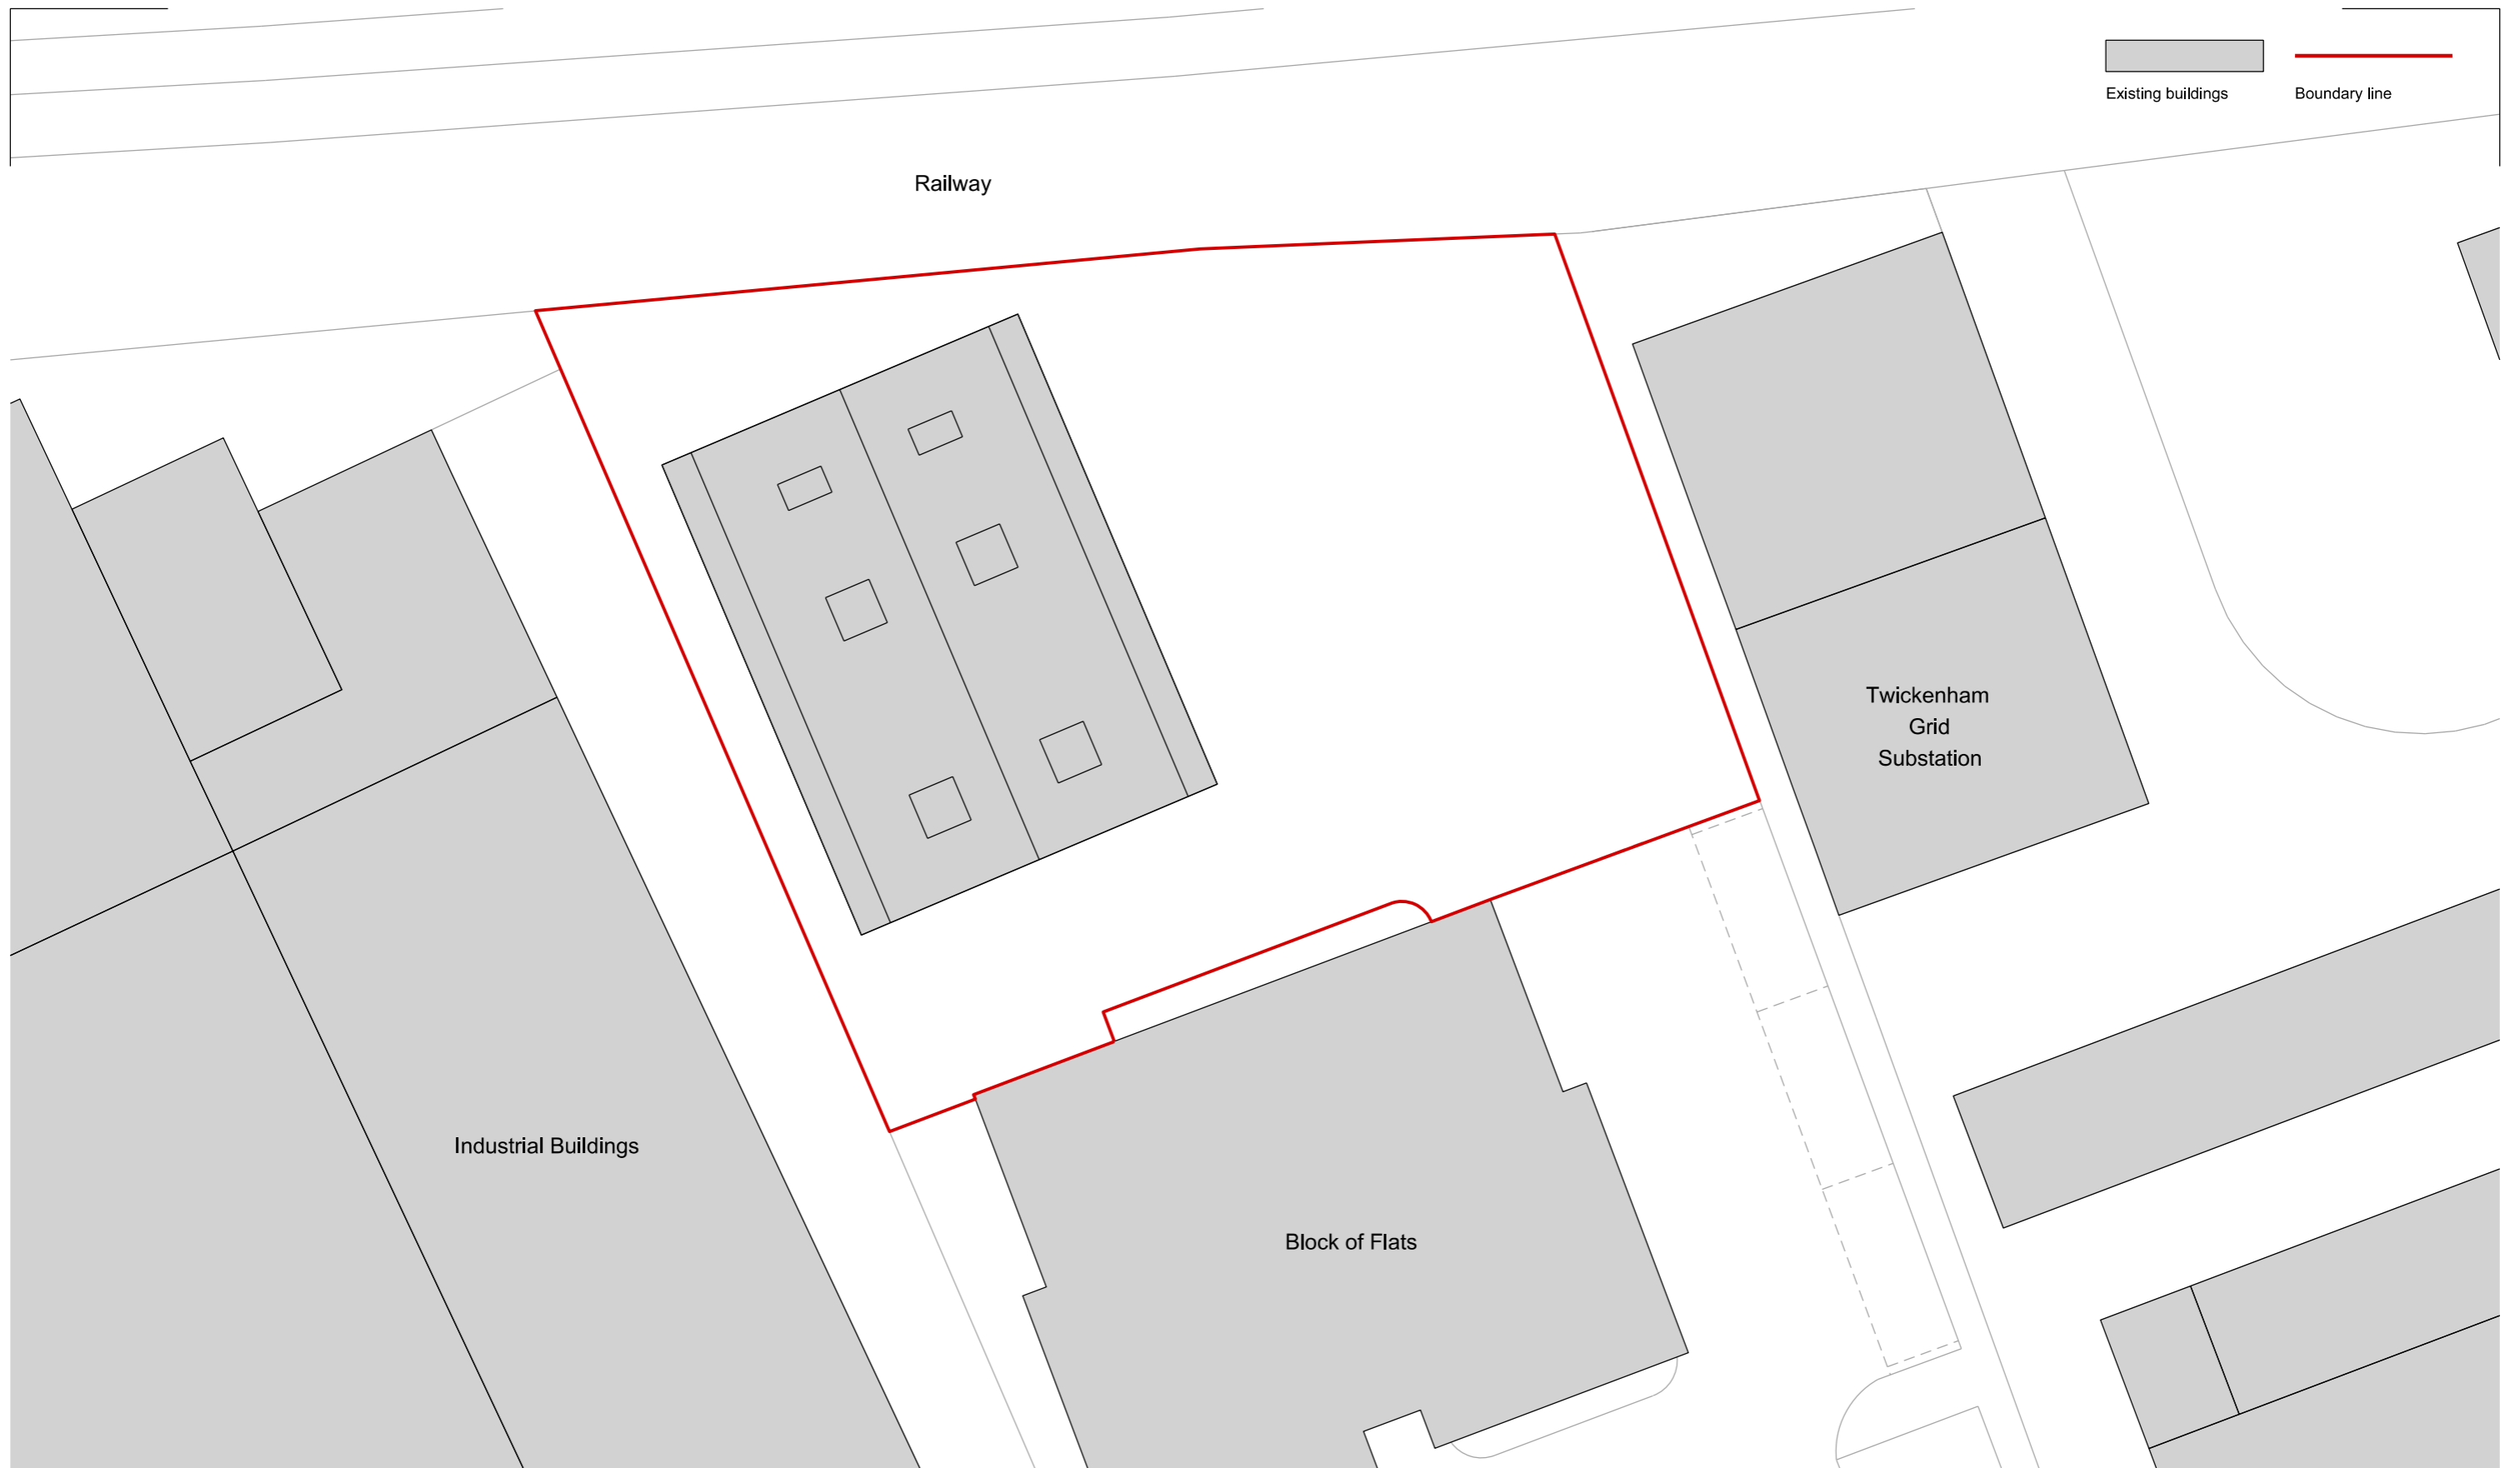 Existing buildings
Boundary line
Railway
Twickenham
Grid
Substation
Industrial Buildings
Block of Flats